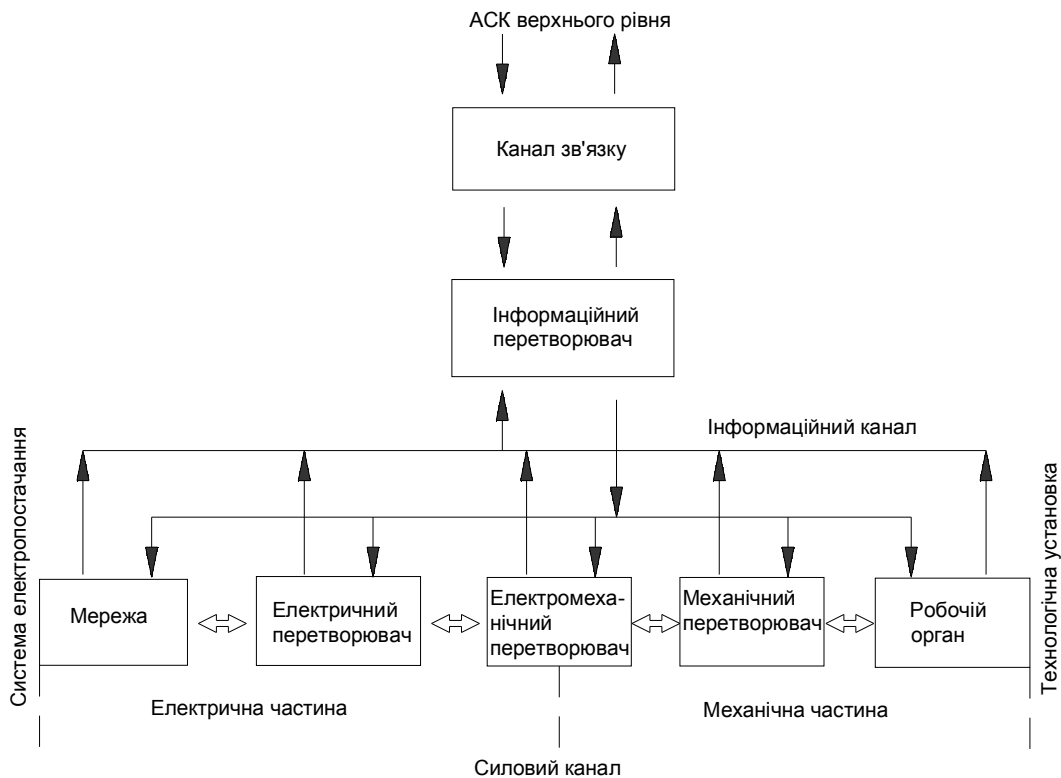 АСК верхнього рівня
Канал зв'язку
Інформаційний
перетворювач
Інформаційний канал
Система електропостачання
Технологічна установка
Мережа
Електричний
перетворювач
Електромеха-
нічний
перетворювач
Механічний
перетворювач
Робочій
орган
Електрична частина
Механічна частина
Силовий канал